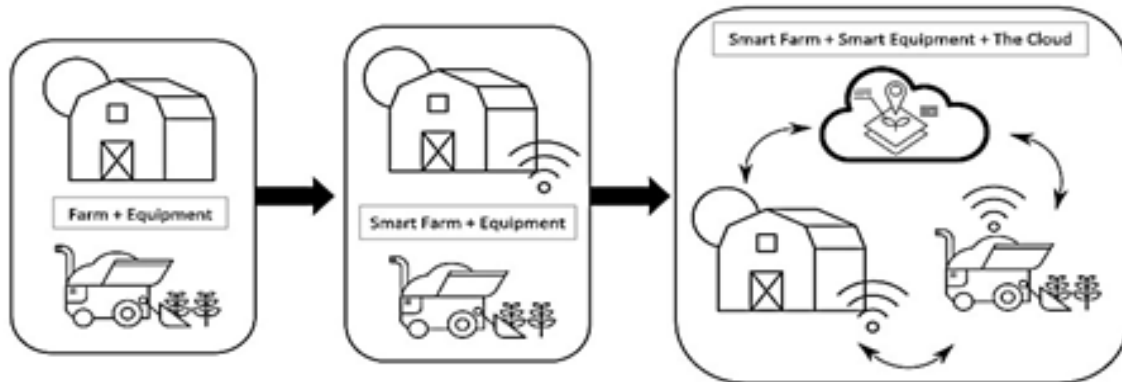 Farm + Equipment
Smart Farm + Equipment
Smart Farm + Smart Equipment + The Cloud